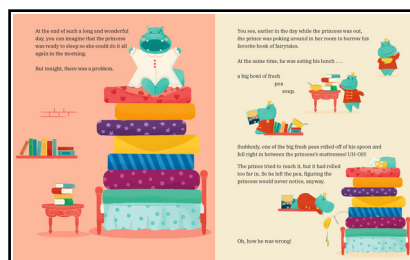 At the end of such a long and wonderful
day, you can imagine that the princess
was ready to sleep so she could do it all
again in the morning.
But tonight, there was a problem.
You see, earlier in the day while the princess was out,
the prince was poking around in her room to borrow his
favorite book of fairytales.
At the same time, he was eating his lunch . . .
a big bowl of fresh
pea
soup.
Suddenly, one of the big fresh peas rolled off of his spoon and
fell right in between the princess's mattresses! UH-OH!
The prince tried to reach it, but it had rolled
too far in. So he left the pea, figuring the
princess would never notice, anyway.
Oh, how he was wrong!